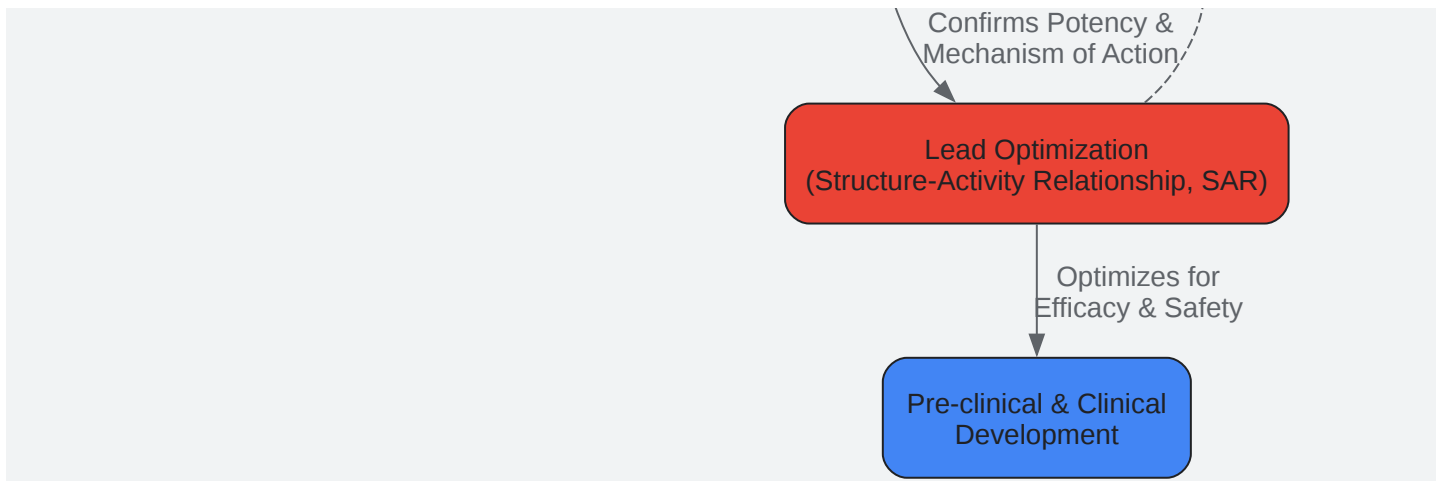 Confirms Potency &
Mechanism of Action
Lead Optimization
(Structure-Activity Relationship, SAR)
Optimizes for
Efficacy & Safety
Pre-clinical & Clinical
Development